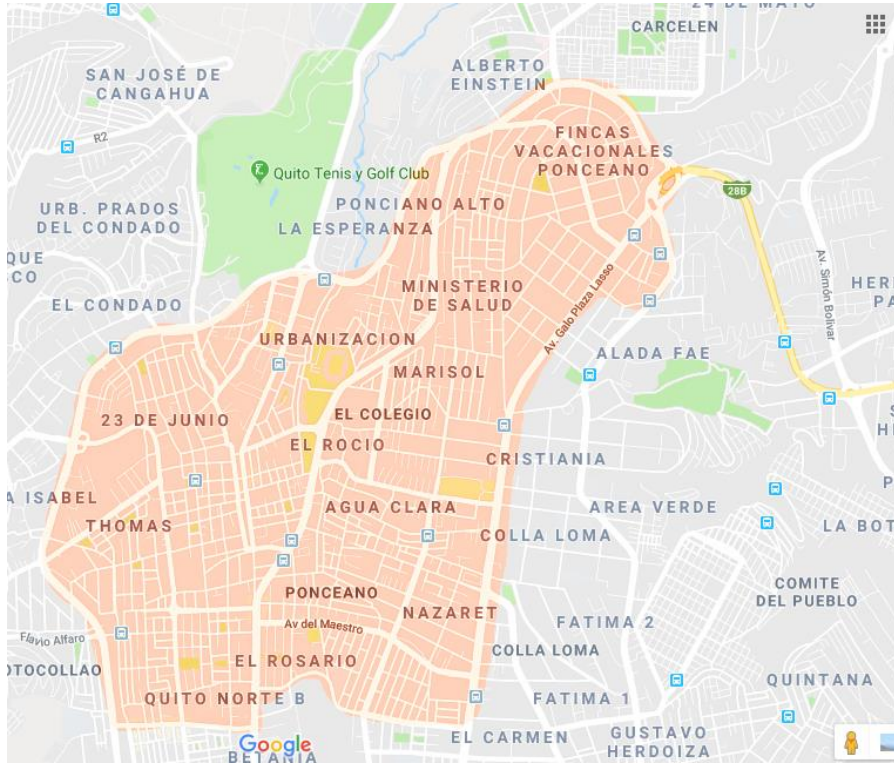 24 DE MAYO
CARCELEN
SAN JOSÉ DE
CANGAHUA
ALBERTO
EINSTEIN
R2
FINCAS
VACACIONALES
PONCEANO
Quito Tenis y Golf Club
28B
URB. PRADOS
DEL CONDADO
PONCIANO ALTO
LA ESPERANZA
Av. Simón Bolívar
QUE
CO
MINISTERIO
DE SALUD
HER
PA
EL CONDADO
Av. Galo Plaza Lasso
URBANIZACION
ALADA FAE
MARISOL
23 DE JUNIO
EL COLEGIO
S
H
EL ROCIO
CRISTIANIA
P
A ISABEL
THOMAS
AGUA CLARA
AREA VERDE
LA BOT
COLLA LOMA
PONCEANO
COMITE
DEL PUEBLO
NAZARET
Av del Maestro
FATIMA 2
Flavio Alfaro
COLLA LOMA
OTOCOLLAO
EL ROSARIO
QUINTANA
QUITO NORTE B
FATIMA 1
EL CARMEN
GUSTAVO
HERDOIZA
Google
BETANIA